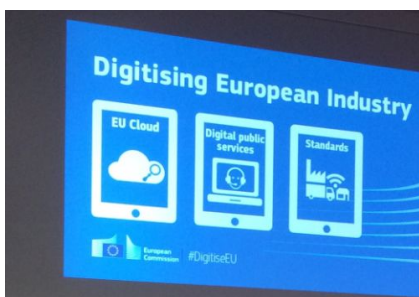 Digitising European Industry
EU Cloud
Digital public
services
Standards
European
Commission
#DigitiseEU